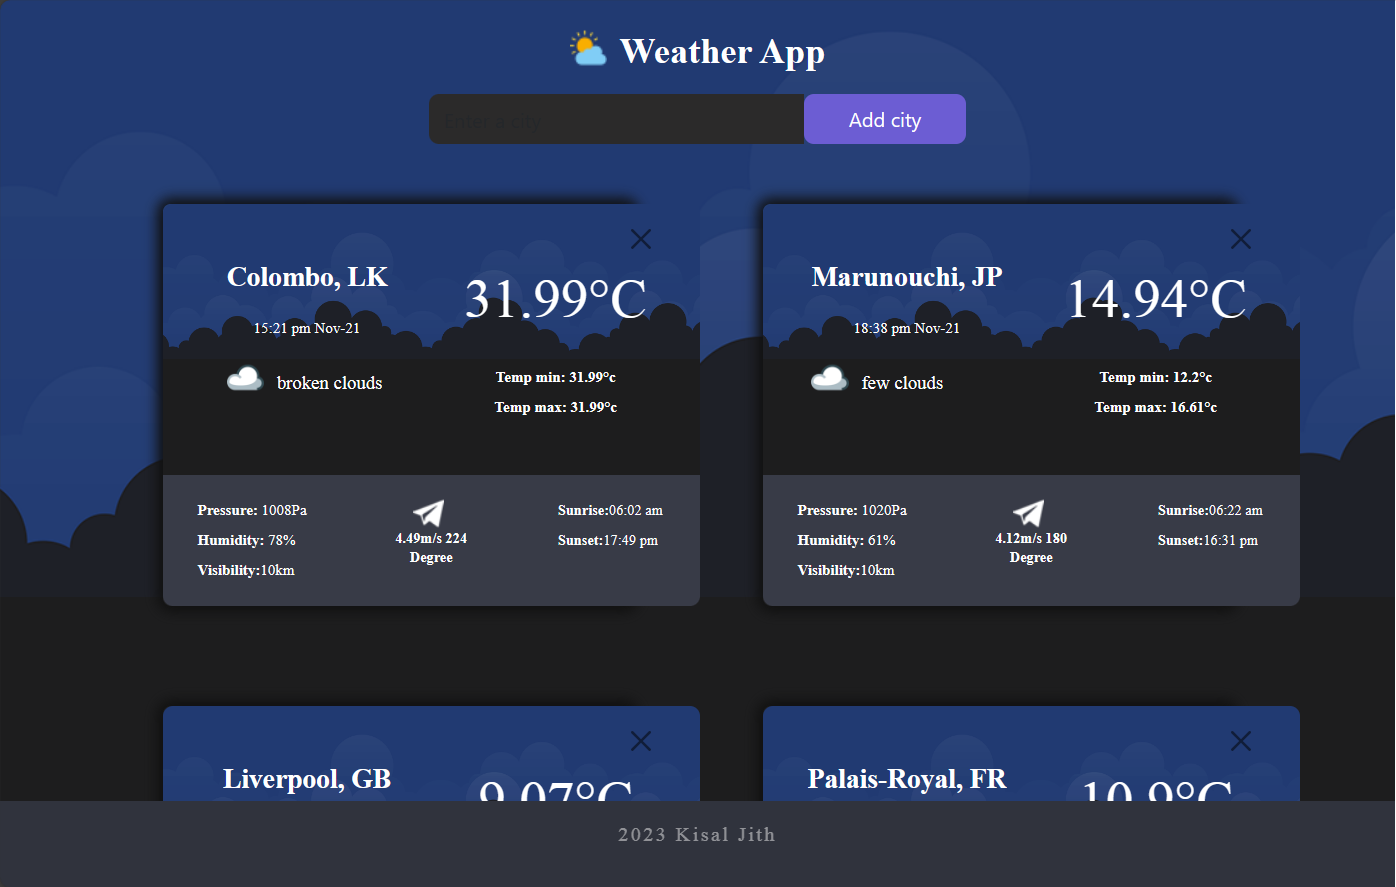 Weather App
Enter a city
Add city
Colombo, LK
31.99°C
15:21 pm Nov-21
broken clouds
Temp min: 31.99°c
Temp max: 31.99°c
Pressure: 1008Pa
Humidity: 78%
Visibility:10km
4.49m/s 224
Degree
Sunrise:06:02 am
Sunset:17:49 pm
Marunouchi, JP
14.94°C
18:38 pm Nov-21
few clouds
Temp min: 12.2°c
Temp max: 16.61°c
Pressure: 1020Pa
Humidity: 61%
Visibility:10km
4.12m/s 180
Degree
Sunrise:06:22 am
Sunset:16:31 pm
Liverpool, GB
9.07°C
Palais-Royal, FR
10.9°C
2023 Kisal Jith